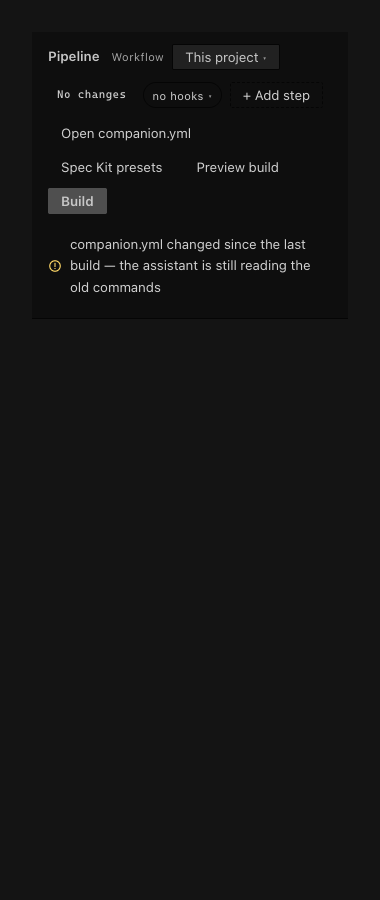 Pipeline Workflow This project
No changes no hooks + Add step
Open companion.yml
Spec Kit presets Preview build
Build
companion.yml changed since the last
build — the assistant is still reading the
old commands